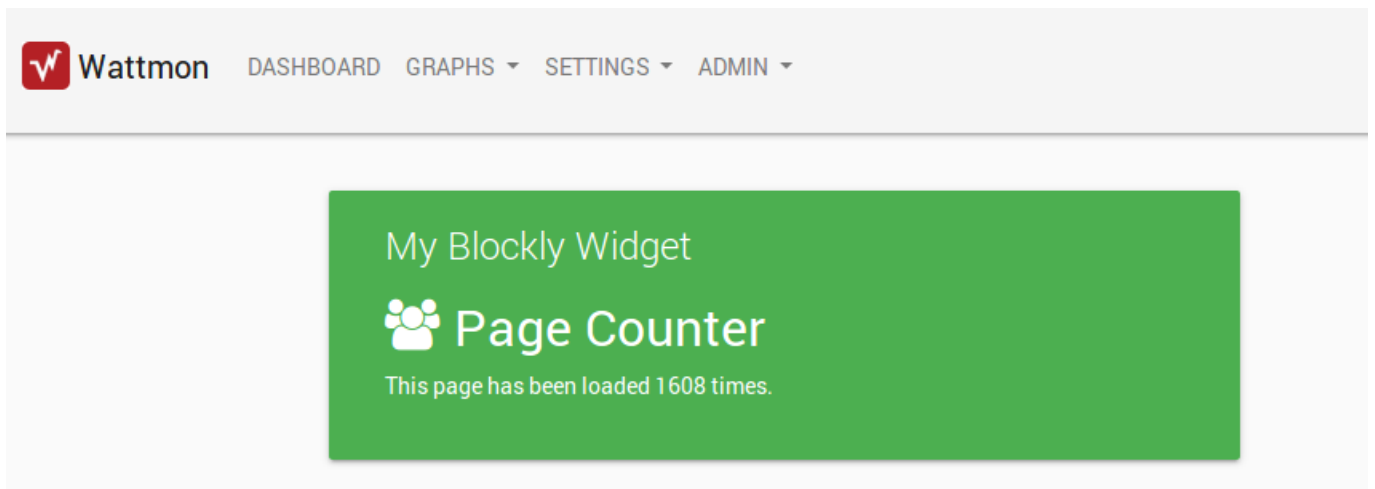 Wattmon DASHBOARD GRAPHS SETTINGS ADMIN
My Blockly Widget
Page Counter
This page has been loaded 1608 times.